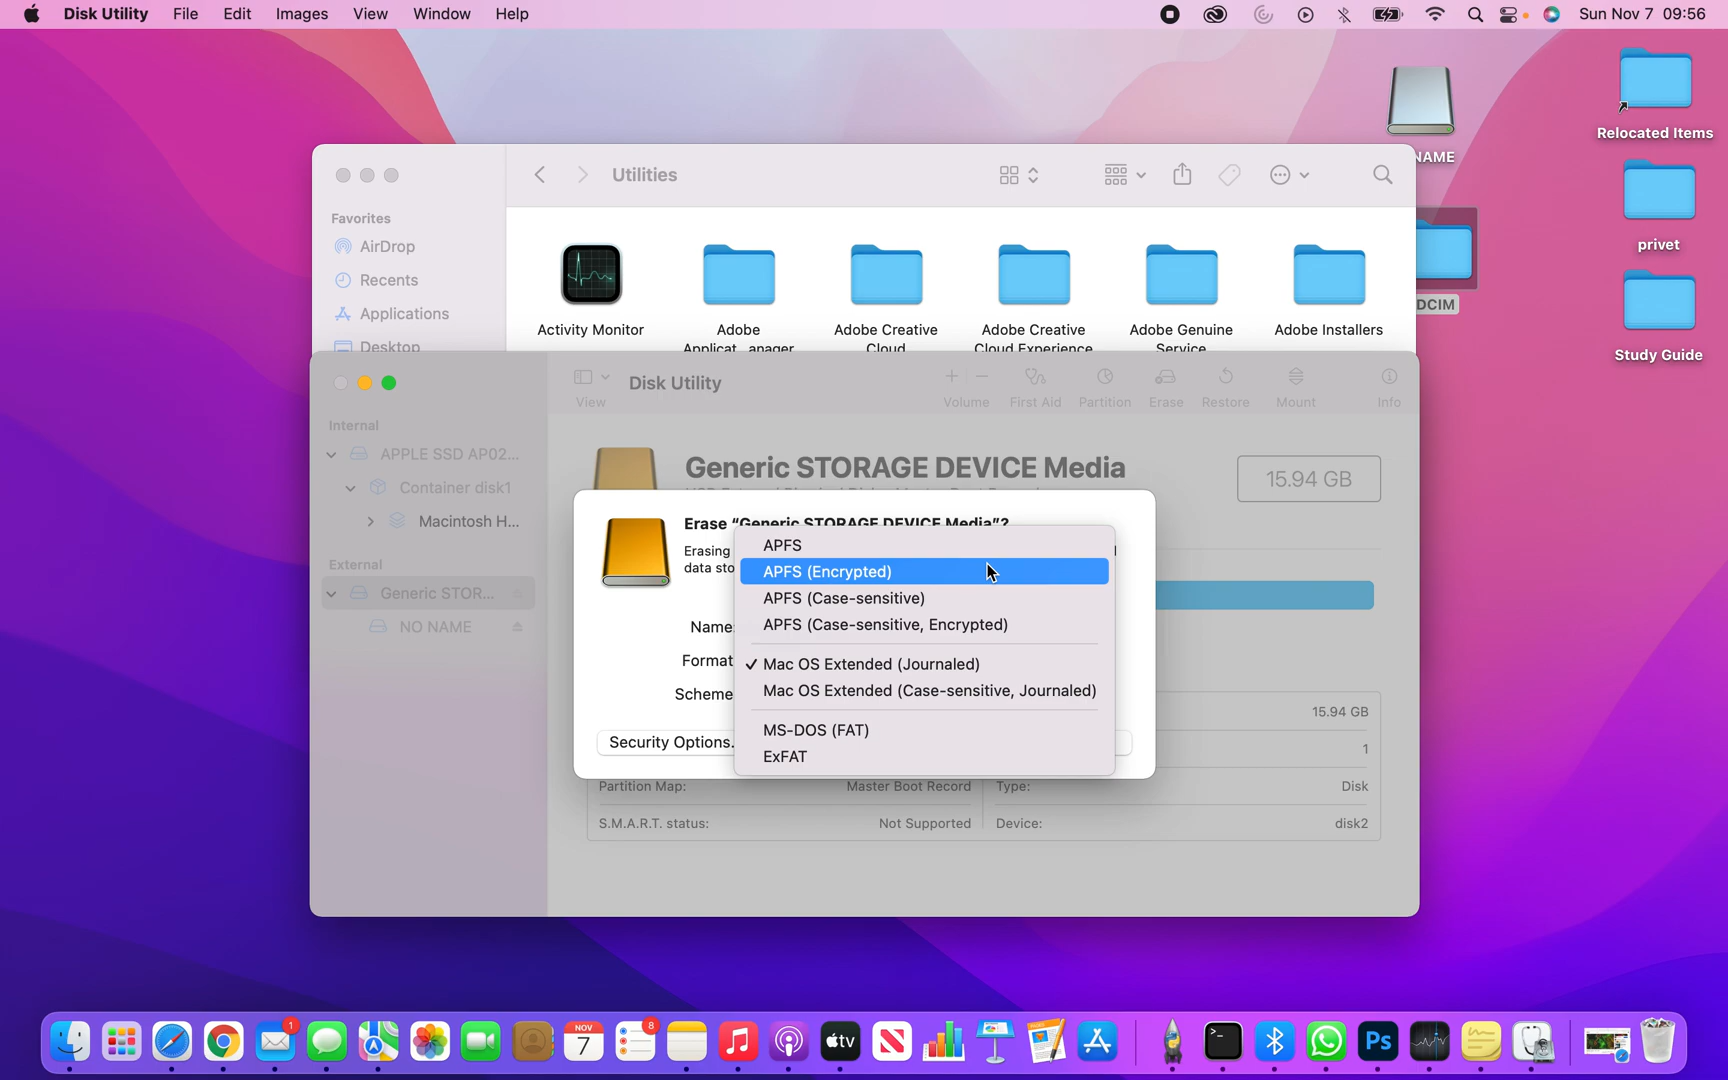 Disk Utility File Edit Images View Window Help Sun Nov 7 09:56
Relocated Items
NAME
Utilities
Favorites
AirDrop
Recents
Applications
Desktop
privet
DCIM
Study Guide
Activity Monitor
Adobe Applicat...anager
Adobe Creative Cloud
Adobe Creative Cloud Experience
Adobe Genuine Service
Adobe Installers
Disk Utility
View
Volume First Aid Partition Erase Restore Mount Info
Internal
APPLE SSD AP02...
Container disk1
Macintosh H...
External
Generic STOR...
NO NAME
Generic STORAGE DEVICE Media
15.94 GB
Erase “Generic STORAGE DEVICE Media”?
Erasing
data sto
Name:
Format
Scheme
Security Options.
APFS
APFS (Encrypted)
APFS (Case-sensitive)
APFS (Case-sensitive, Encrypted)
Mac OS Extended (Journaled)
Mac OS Extended (Case-sensitive, Journaled)
MS-DOS (FAT)
ExFAT
15.94 GB
1
Partition Map: Master Boot Record Type: Disk
S.M.A.R.T. status: Not Supported Device: disk2
1
NOV
7
8
tv
Ps